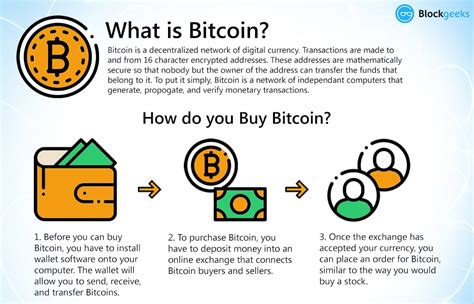 Blockgeeks
What is Bitcoin?
Bitcoin is a decentralized network of digital currency. Transactions are made to
and from 16 character encrypted addresses. These addresses are mathematically
secure so that nobody but the owner of the address can transfer the funds that
belong to it. To put it simply, Bitcoin is a network of independant computers that
generate, propogate, and verify monetary transactions.
How do you Buy Bitcoin?
1. Before you can buy
Bitcoin, you have to install
wallet software onto your
computer. The wallet will
allow you to send, receive,
and transfer Bitcoins.
2. To purchase Bitcoin, you
have to deposit money into an
online exchange that connects
Bitcoin buyers and sellers.
3. Once the exchange has
accepted your currency, you
can place an order for Bitcoin,
similar to the way you would
buy a stock.